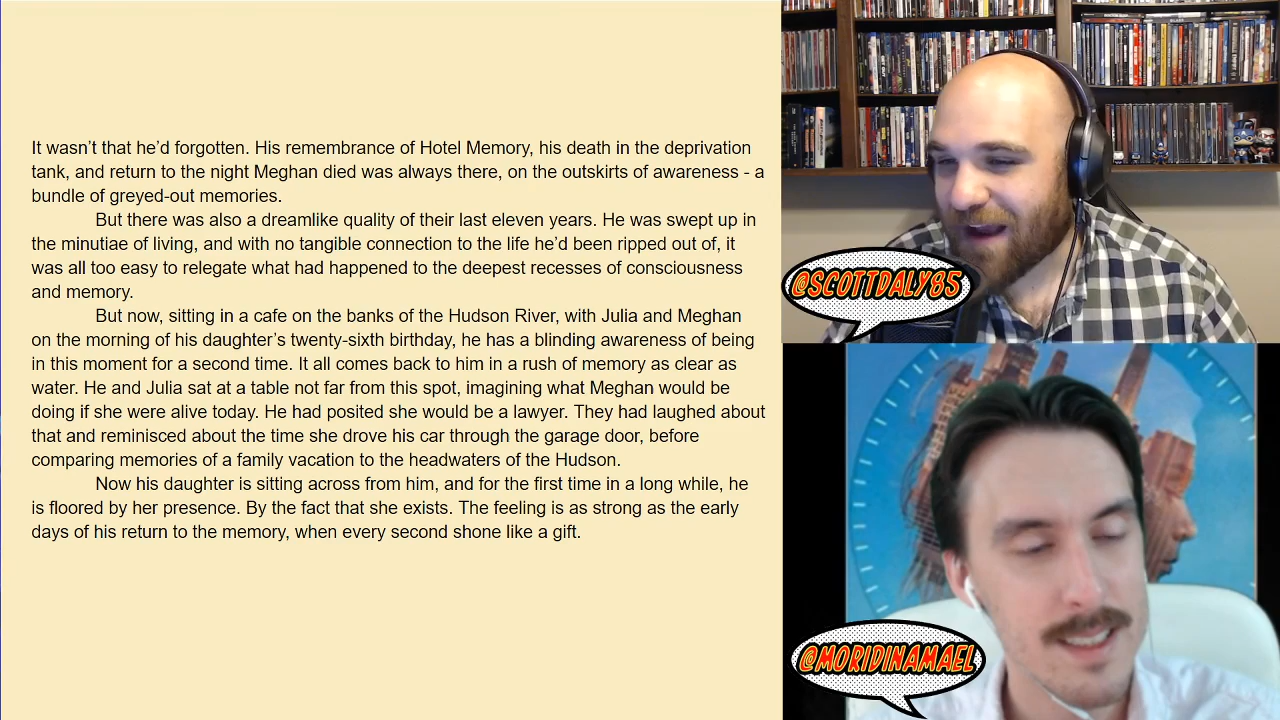 It wasn’t that he’d forgotten. His remembrance of Hotel Memory, his death in the deprivation
tank, and return to the night Meghan died was always there, on the outskirts of awareness - a
bundle of greyed-out memories.
But there was also a dreamlike quality of their last eleven years. He was swept up in
the minutiae of living, and with no tangible connection to the life he’d been ripped out of, it
was all too easy to relegate what had happened to the deepest recesses of consciousness
and memory.
But now, sitting in a cafe on the banks of the Hudson River, with Julia and Meghan
on the morning of his daughter’s twenty-sixth birthday, he has a blinding awareness of being
in this moment for a second time. It all comes back to him in a rush of memory as clear as
water. He and Julia sat at a table not far from this spot, imagining what Meghan would be
doing if she were alive today. He had posited she would be a lawyer. They had laughed about
that and reminisced about the time she drove his car through the garage door, before
comparing memories of a family vacation to the headwaters of the Hudson.
Now his daughter is sitting across from him, and for the first time in a long while, he
is floored by her presence. By the fact that she exists. The feeling is as strong as the early
days of his return to the memory, when every second shone like a gift.
@SCOTTDALY85
@MORIDINAMAEL